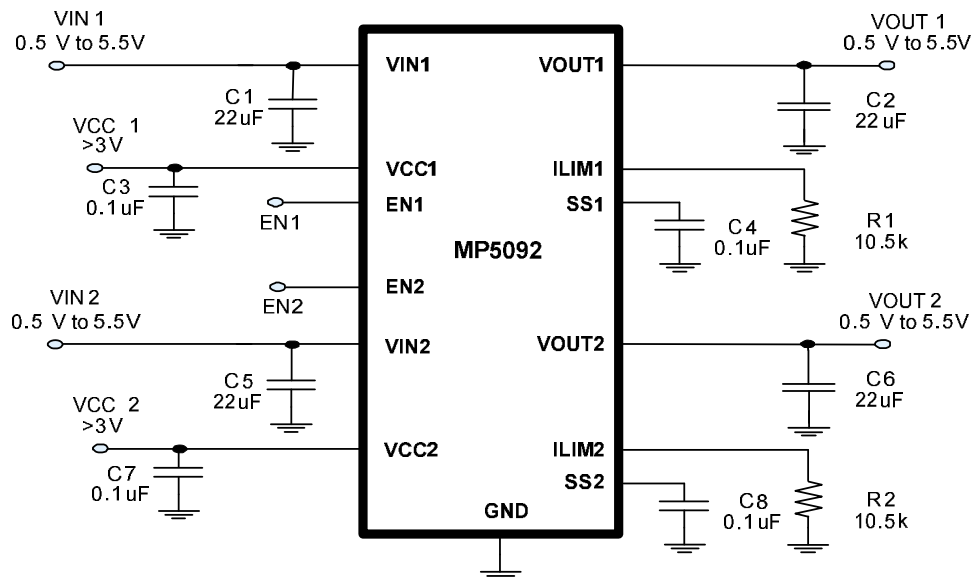 VIN 1
0.5 V to 5.5V
VOUT 1
0.5 V to 5.5V
VIN1
VOUT1
C1
22uF
C2
22uF
VCC 1
>3V
VCC1
ILIM1
C3
0.1uF
EN1
EN1
SS1
C4
0.1uF
R1
10.5k
MP5092
EN2
EN2
VIN 2
0.5 V to 5.5V
VOUT 2
0.5 V to 5.5V
VIN2
VOUT2
C5
22uF
C6
22uF
VCC 2
>3V
VCC2
ILIM2
C7
0.1uF
SS2
C8
0.1uF
R2
10.5k
GND